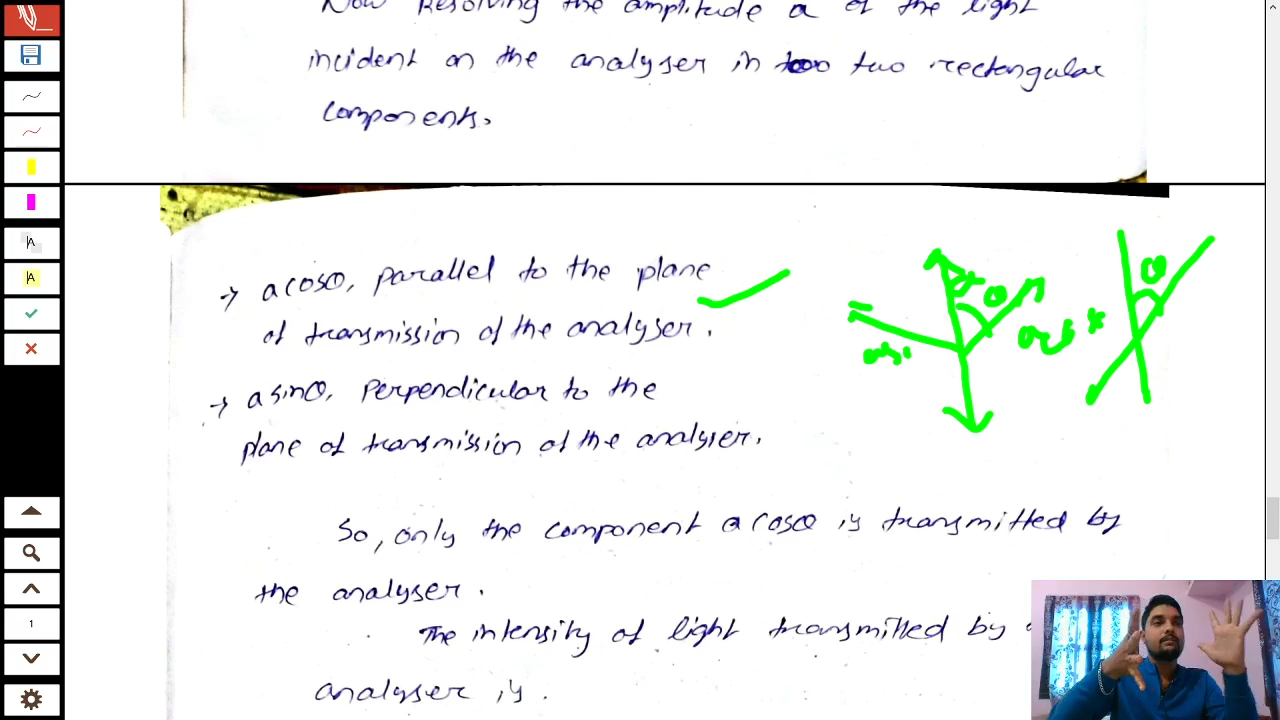 Now Resolving the amplitude a of the light
incident on the analyser in two rectangular
components.
→ a cosθ, parallel to the plane
of transmission of the analyser.
→ a sinθ, perpendicular to the
plane of transmission of the analyser.
θ
θ
So, only the component a cosθ is transmitted by
the analyser.
The intensity of light transmitted by
analyser is.
A
A
1